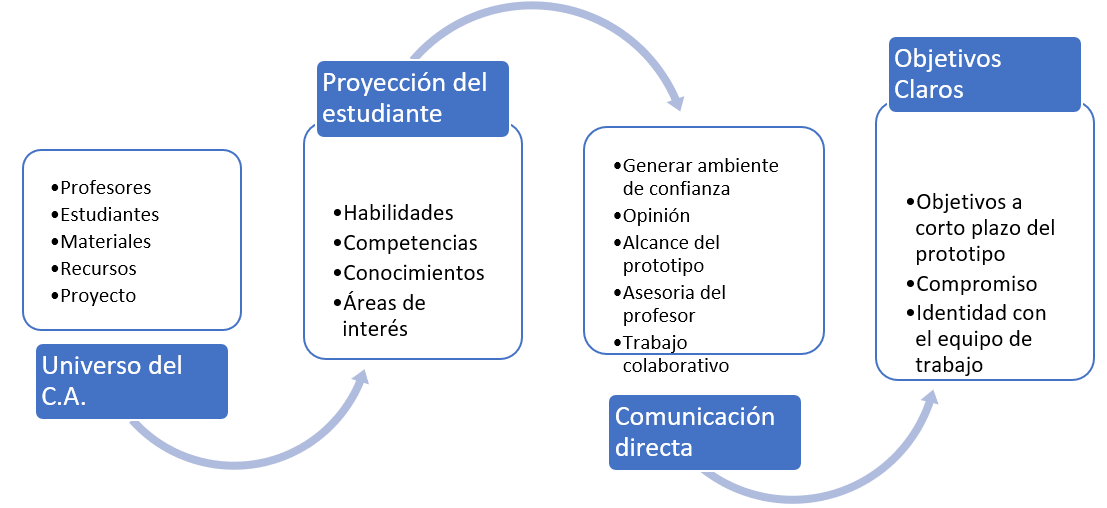 •Profesores
•Estudiantes
•Materiales
•Recursos
•Proyecto
Universo del
C.A.
Proyección del
estudiante
•Habilidades
•Competencias
•Conocimientos
•Áreas de
interés
•Generar ambiente
de confianza
•Opinión
•Alcance del
prototipo
•Asesoria del
profesor
•Trabajo
colaborativo
Comunicación
directa
Objetivos
Claros
•Objetivos a
corto plazo del
prototipo
•Compromiso
•Identidad con
el equipo de
trabajo